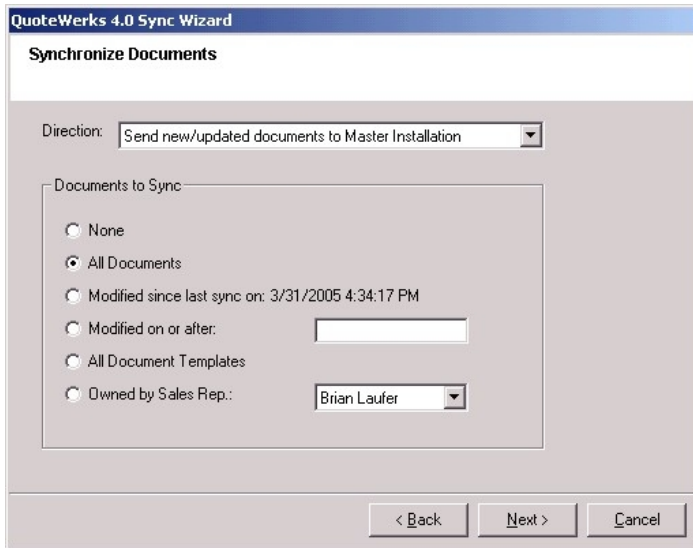 QuoteWerks 4.0 Sync Wizard
Synchronize Documents
Direction: Send new/updated documents to Master Installation
Documents to Sync
None
All Documents
Modified since last sync on: 3/31/2005 4:34:17 PM
Modified on or after:
All Document Templates
Owned by Sales Rep.: Brian Laufer
< Back Next > Cancel